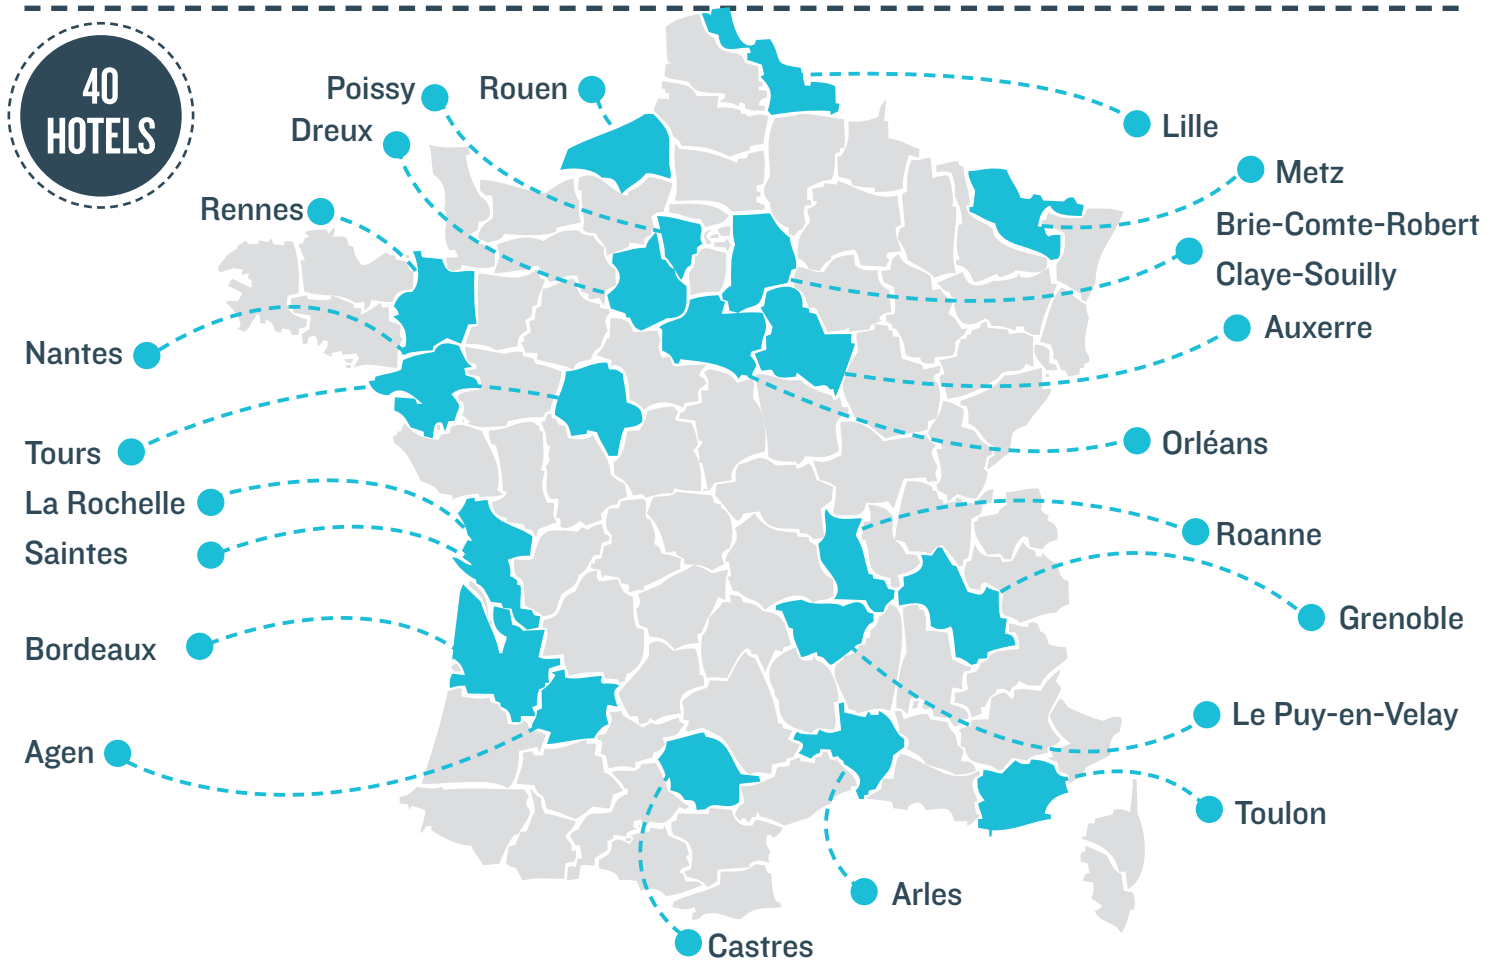 40
HOTELS
Poissy
Rouen
Dreux
Rennes
Nantes
Tours
La Rochelle
Saintes
Bordeaux
Agen
Lille
Metz
Brie-Comte-Robert
Claye-Souilly
Auxerre
Orléans
Roanne
Grenoble
Le Puy-en-Velay
Toulon
Arles
Castres